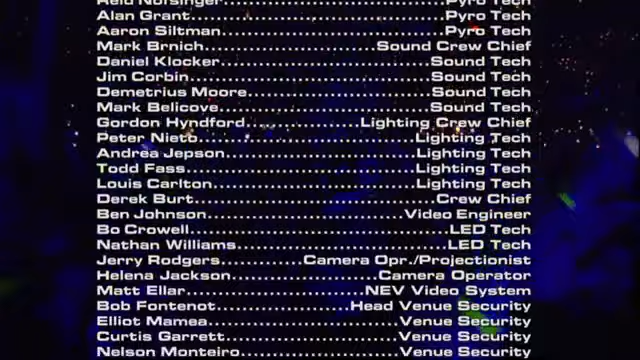 Reid Nofsinger..........................Pyro Tech
Alan Grant..................................Pyro Tech
Aaron Siltman.............................Pyro Tech
Mark Brnich....................Sound Crew Chief
Daniel Klocker..........................Sound Tech
Jim Corbin...............................Sound Tech
Demetrius Moore......................Sound Tech
Mark Belicove..........................Sound Tech
Gordon Hyndford..............Lighting Crew Chief
Peter Nieto...........................Lighting Tech
Andrea Jepson.......................Lighting Tech
Todd Fass.............................Lighting Tech
Louis Carlton.........................Lighting Tech
Derek Burt...............................Crew Chief
Ben Johnson........................Video Engineer
Bo Crowell................................LED Tech
Nathan Williams..........................LED Tech
Jerry Rodgers...........Camera Opr./Projectionist
Helena Jackson..................Camera Operator
Matt Ellar.......................NEV Video System
Bob Fontenot................Head Venue Security
Elliot Mamea.......................Venue Security
Curtis Garrett.....................Venue Security
Nelson Monteiro...................Venue Security